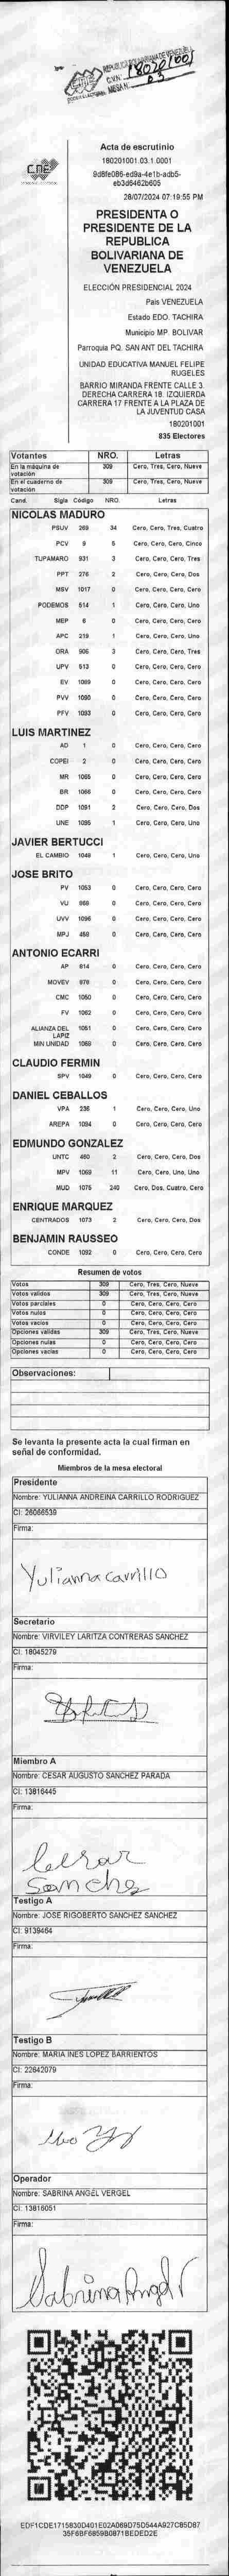 REPUBLICA BOLIVARIANA DE VENEZUELA
180201001
CVN:
MESA N.
03
CNE
Acta de escrutinio
180201001.03.1.0001
9d8fe086-ed9a-4e1b-adb5-
eb3d6462b605
28/07/2024 07:19:55 PM
PRESIDENTA O
PRESIDENTE DE LA
REPUBLICA
BOLIVARIANA DE
VENEZUELA
ELECCIÓN PRESIDENCIAL 2024
País VENEZUELA
Estado EDO. TACHIRA
Municipio MP. BOLIVAR
Parroquia PQ. SAN ANT DEL TACHIRA
UNIDAD EDUCATIVA MANUEL FELIPE
RUGELES
BARRIO MIRANDA FRENTE CALLE 3.
DERECHA CARRERA 18. IZQUIERDA
CARRERA 17 FRENTE A LA PLAZA DE
LA JUVENTUD CASA
180201001
835 Electores
Votantes NRO. Letras
En la máquina de votación 309 Cero, Tres, Cero, Nueve
En el cuaderno de votación 309 Cero, Tres, Cero, Nueve
Cand. Sigla Código NRO. Letras
NICOLAS MADURO
PSUV 269 34 Cero, Cero, Tres, Cuatro
PCV 9 5 Cero, Cero, Cero, Cinco
TUPAMARO 931 3 Cero, Cero, Cero, Tres
PPT 276 2 Cero, Cero, Cero, Dos
MSV 1017 0 Cero, Cero, Cero, Cero
PODEMOS 514 1 Cero, Cero, Cero, Uno
MEP 6 0 Cero, Cero, Cero, Cero
APC 219 1 Cero, Cero, Cero, Uno
ORA 906 3 Cero, Cero, Cero, Tres
UPV 513 0 Cero, Cero, Cero, Cero
EV 1089 0 Cero, Cero, Cero, Cero
PVV 1090 0 Cero, Cero, Cero, Cero
PFV 1093 0 Cero, Cero, Cero, Cero
LUIS MARTINEZ
AD 1 0 Cero, Cero, Cero, Cero
COPEI 2 0 Cero, Cero, Cero, Cero
MR 1065 0 Cero, Cero, Cero, Cero
BR 1066 0 Cero, Cero, Cero, Cero
DDP 1091 2 Cero, Cero, Cero, Dos
UNE 1095 1 Cero, Cero, Cero, Uno
JAVIER BERTUCCI
EL CAMBIO 1048 1 Cero, Cero, Cero, Uno
JOSE BRITO
PV 1053 0 Cero, Cero, Cero, Cero
VU 968 0 Cero, Cero, Cero, Cero
UVV 1096 0 Cero, Cero, Cero, Cero
MPJ 458 0 Cero, Cero, Cero, Cero
ANTONIO ECARRI
AP 814 0 Cero, Cero, Cero, Cero
MOVEV 978 0 Cero, Cero, Cero, Cero
CMC 1050 0 Cero, Cero, Cero, Cero
FV 1062 0 Cero, Cero, Cero, Cero
ALIANZA DEL LAPIZ 1051 0 Cero, Cero, Cero, Cero
MIN UNIDAD 1068 0 Cero, Cero, Cero, Cero
CLAUDIO FERMIN
SPV 1049 0 Cero, Cero, Cero, Cero
DANIEL CEBALLOS
VPA 236 1 Cero, Cero, Cero, Uno
AREPA 1094 0 Cero, Cero, Cero, Cero
EDMUNDO GONZALEZ
UNTC 460 2 Cero, Cero, Cero, Dos
MPV 1069 11 Cero, Cero, Uno, Uno
MUD 1075 240 Cero, Dos, Cuatro, Cero
ENRIQUE MARQUEZ
CENTRADOS 1073 2 Cero, Cero, Cero, Dos
BENJAMIN RAUSSEO
CONDE 1092 0 Cero, Cero, Cero, Cero
Resumen de votos
Votos 309 Cero, Tres, Cero, Nueve
Votos validos 309 Cero, Tres, Cero, Nueve
Votos parciales 0 Cero, Cero, Cero, Cero
Votos nulos 0 Cero, Cero, Cero, Cero
Votos vacios 0 Cero, Cero, Cero, Cero
Opciones validas 309 Cero, Tres, Cero, Nueve
Opciones nulas 0 Cero, Cero, Cero, Cero
Opciones vacias 0 Cero, Cero, Cero, Cero
Observaciones:
Se levanta la presente acta la cual firman en
señal de conformidad.
Miembros de la mesa electoral
Presidente
Nombre: YULIANNA ANDREINA CARRILLO RODRIGUEZ
CI: 26066539
Firma:
Yulianna carrillo
Secretario
Nombre: VIRVILEY LARITZA CONTRERAS SANCHEZ
CI: 18045279
Firma:
Miembro A
Nombre: CESAR AUGUSTO SANCHEZ PARADA
CI: 13816445
Firma:
Cesar
Sanchez
Testigo A
Nombre: JOSE RIGOBERTO SANCHEZ SANCHEZ
CI: 9139464
Firma:
Testigo B
Nombre: MARIA INES LOPEZ BARRIENTOS
CI: 22642079
Firma:
Operador
Nombre: SABRINA ANGEL VERGEL
CI: 13816051
Firma:
Sabrina Angel V
EDF1CDE1715830D401E02A069D75D544A927C85D87
35F6BF6859B0871BEDED2E